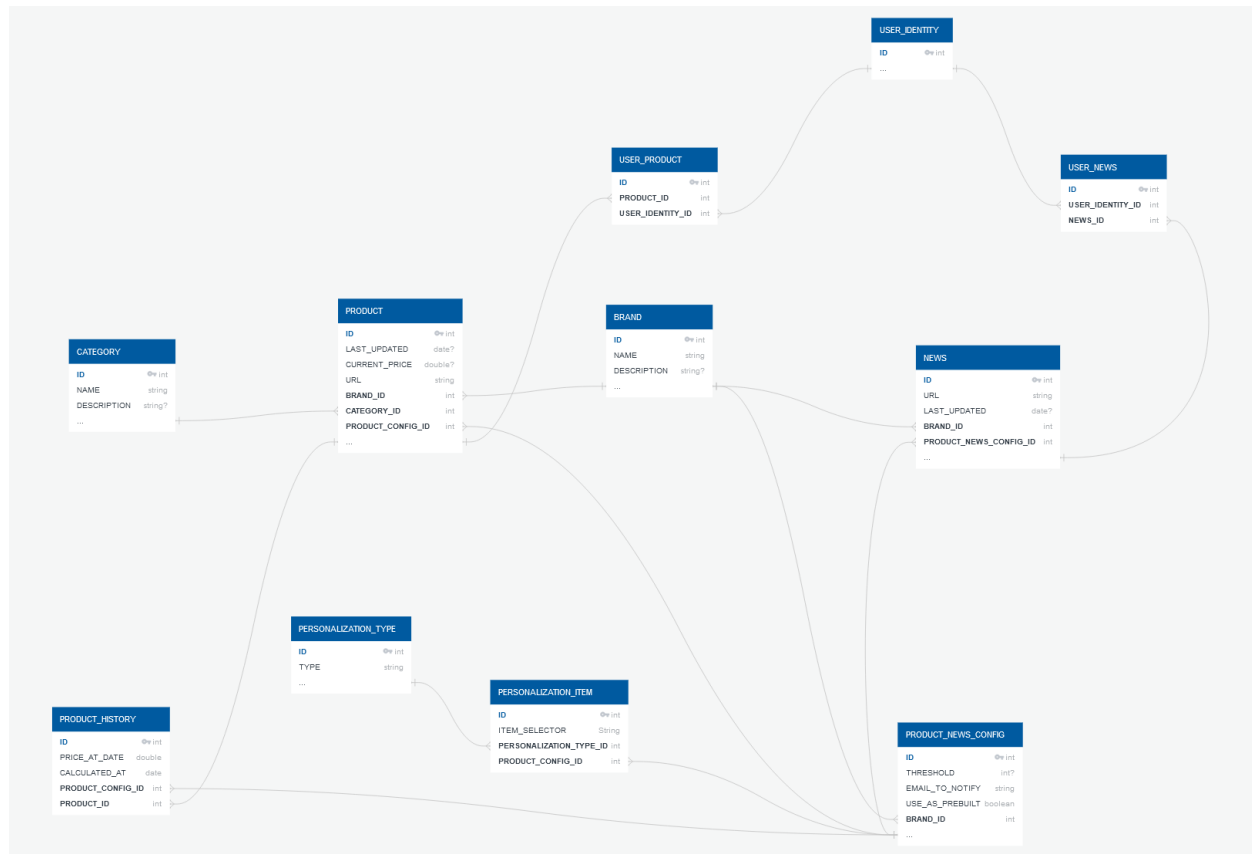 USER_IDENTITY
ID int
...
USER_PRODUCT
ID int
PRODUCT_ID int
USER_IDENTITY_ID int
USER_NEWS
ID int
USER_IDENTITY_ID int
NEWS_ID int
PRODUCT
ID int
LAST_UPDATED date?
CURRENT_PRICE double?
URL string
BRAND_ID int
CATEGORY_ID int
PRODUCT_CONFIG_ID int
...
BRAND
ID int
NAME string
DESCRIPTION string?
...
CATEGORY
ID int
NAME string
DESCRIPTION string?
...
NEWS
ID int
URL string
LAST_UPDATED date?
BRAND_ID int
PRODUCT_NEWS_CONFIG_ID int
...
PERSONALIZATION_TYPE
ID int
TYPE string
...
PERSONALIZATION_ITEM
ID int
ITEM_SELECTOR String
PERSONALIZATION_TYPE_ID int
PRODUCT_CONFIG_ID int
PRODUCT_HISTORY
ID int
PRICE_AT_DATE double
CALCULATED_AT date
PRODUCT_CONFIG_ID int
PRODUCT_ID int
PRODUCT_NEWS_CONFIG
ID int
THRESHOLD int?
EMAIL_TO_NOTIFY string
USE_AS_PREBUILT boolean
BRAND_ID int
...